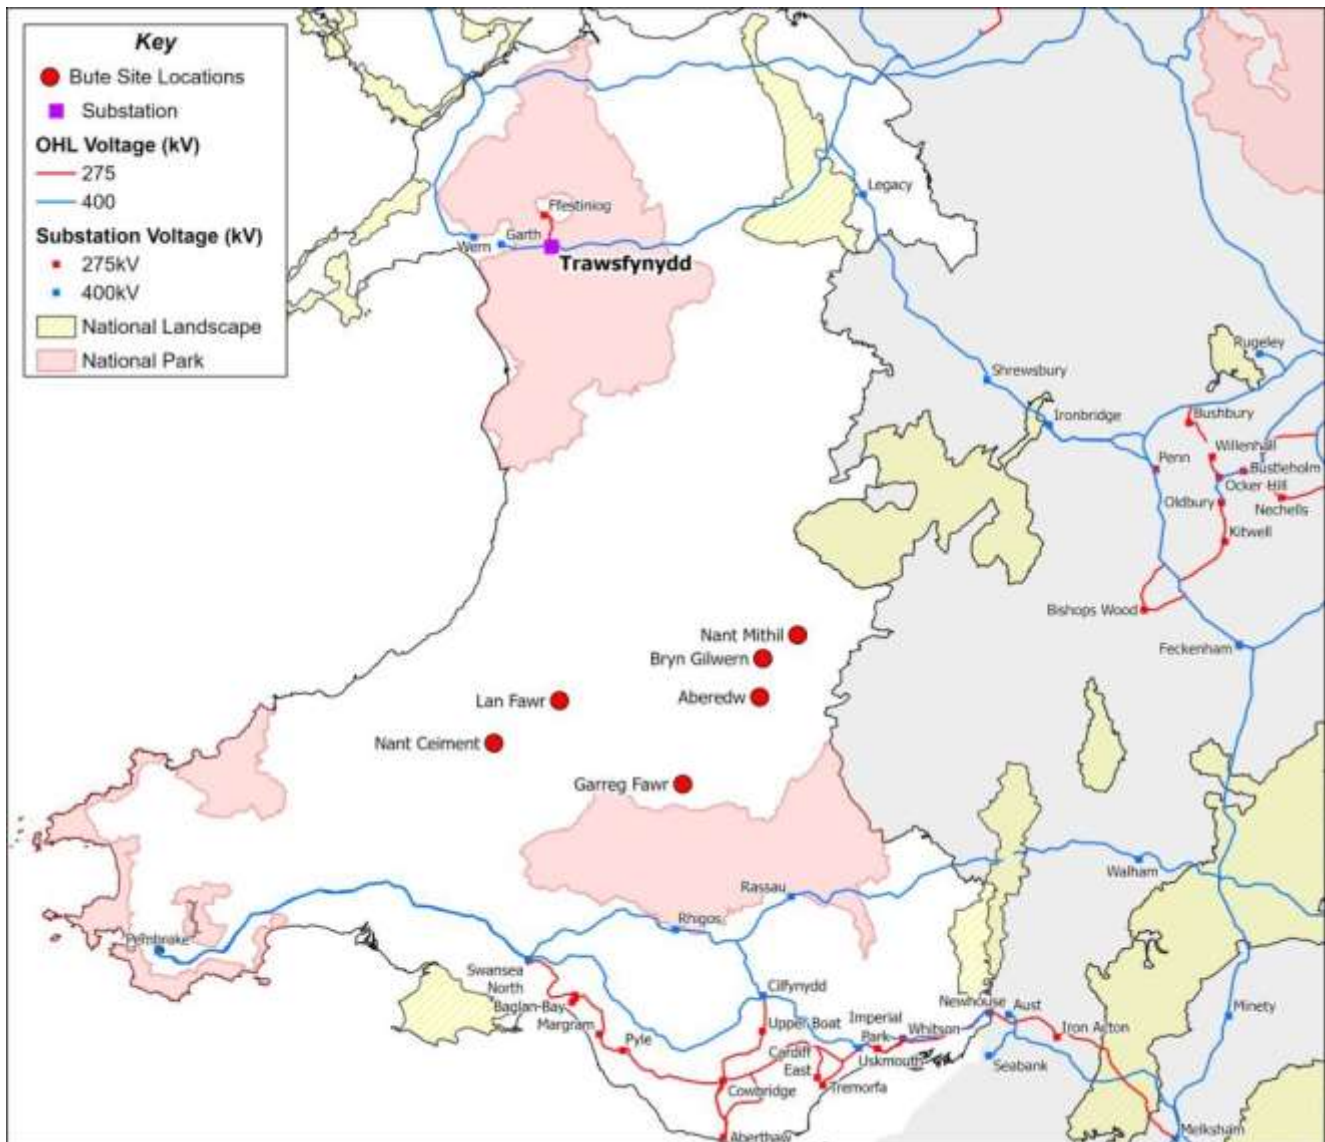 Key
Bute Site Locations
Substation
OHL Voltage (kV)
275
400
Substation Voltage (kV)
275kV
400kV
National Landscape
National Park
Ffestiniog
Legacy
Wern
Garth
Trawsfynydd
Rugeley
Shrewsbury
Ironbridge
Bushbury
Willenhall
Penn
Bustleholm
Ocker Hill
Oldbury
Nechells
Kitwell
Bishops Wood
Nant Mithil
Feckenham
Bryn Gilwern
Lan Fawr
Aberedw
Nant Ceiment
Garreg Fawr
Walham
Rassau
Rhigos
Pembroke
Swansea
North
Cilfynydd
Baglan-Bay
Newhouse
Aust
Minety
Margram
Upper Boat
Imperial
Park
Whitson
Iron Acton
Pyle
Cardiff
East
Uskmouth
Seabank
Cowbridge
Tremorfa
Aberthaw
Melksham